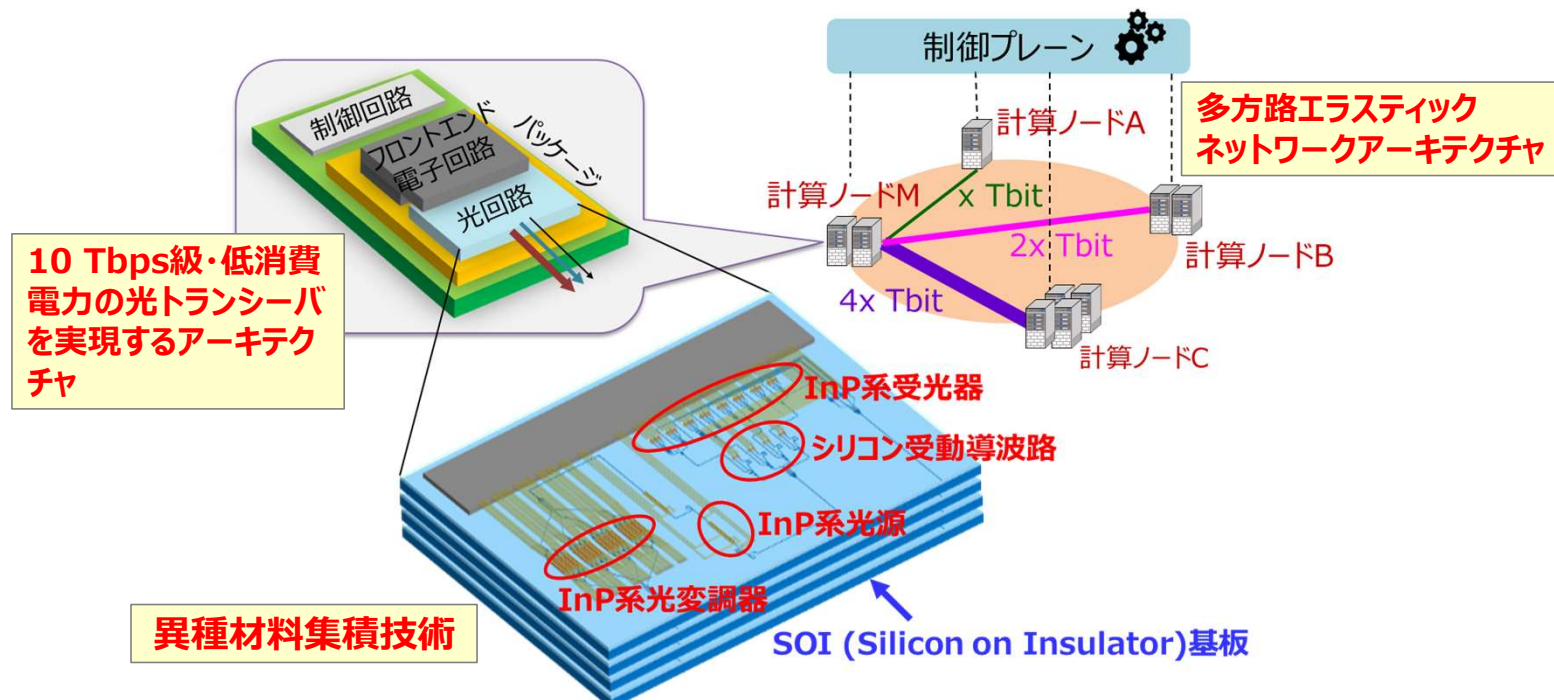 制御プレーン
制御回路
フロントエンド
電子回路
パッケージ
光回路
計算ノードA
多方路エラスティック
ネットワークアーキテクチャ
計算ノードM
x Tbit
2x Tbit
計算ノードB
4x Tbit
計算ノードC
10 Tbps級・低消費
電力の光トランシーバ
を実現するアーキテク
チャ
InP系受光器
シリコン受動導波路
InP系光源
InP系光変調器
異種材料集積技術
SOI (Silicon on Insulator)基板